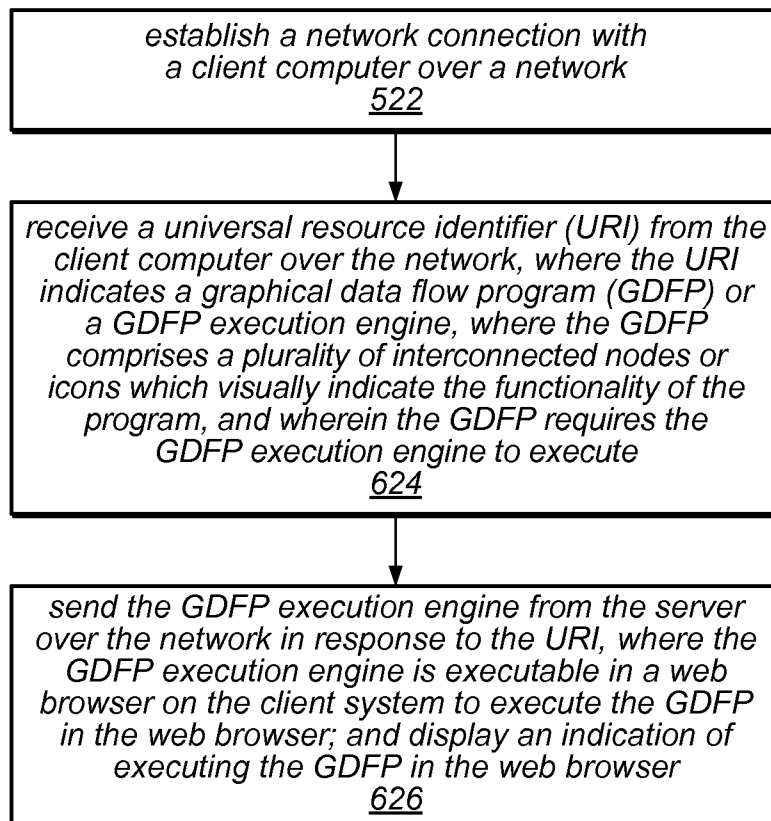 establish a network connection with
a client computer over a network
522
receive a universal resource identifier (URI) from the
client computer over the network, where the URI
indicates a graphical data flow program (GDFP) or
a GDFP execution engine, where the GDFP
comprises a plurality of interconnected nodes or
icons which visually indicate the functionality of the
program, and wherein the GDFP requires the
GDFP execution engine to execute
624
send the GDFP execution engine from the server
over the network in response to the URI, where the
GDFP execution engine is executable in a web
browser on the client system to execute the GDFP
in the web browser; and display an indication of
executing the GDFP in the web browser
626